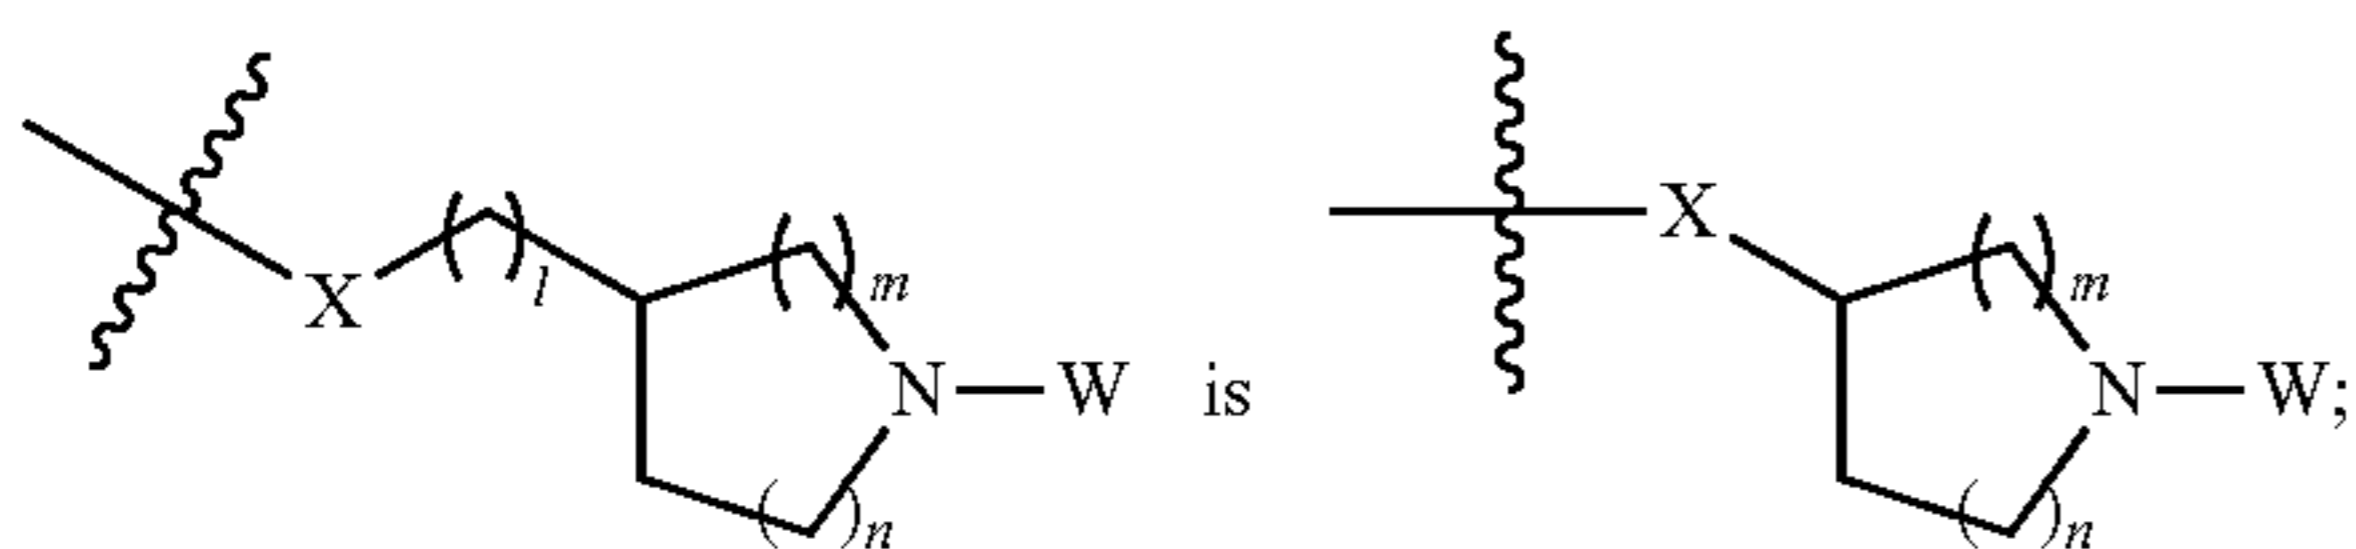 X ( ) l ( ) m N — W ( ) n is X ( ) m N — W; ( ) n